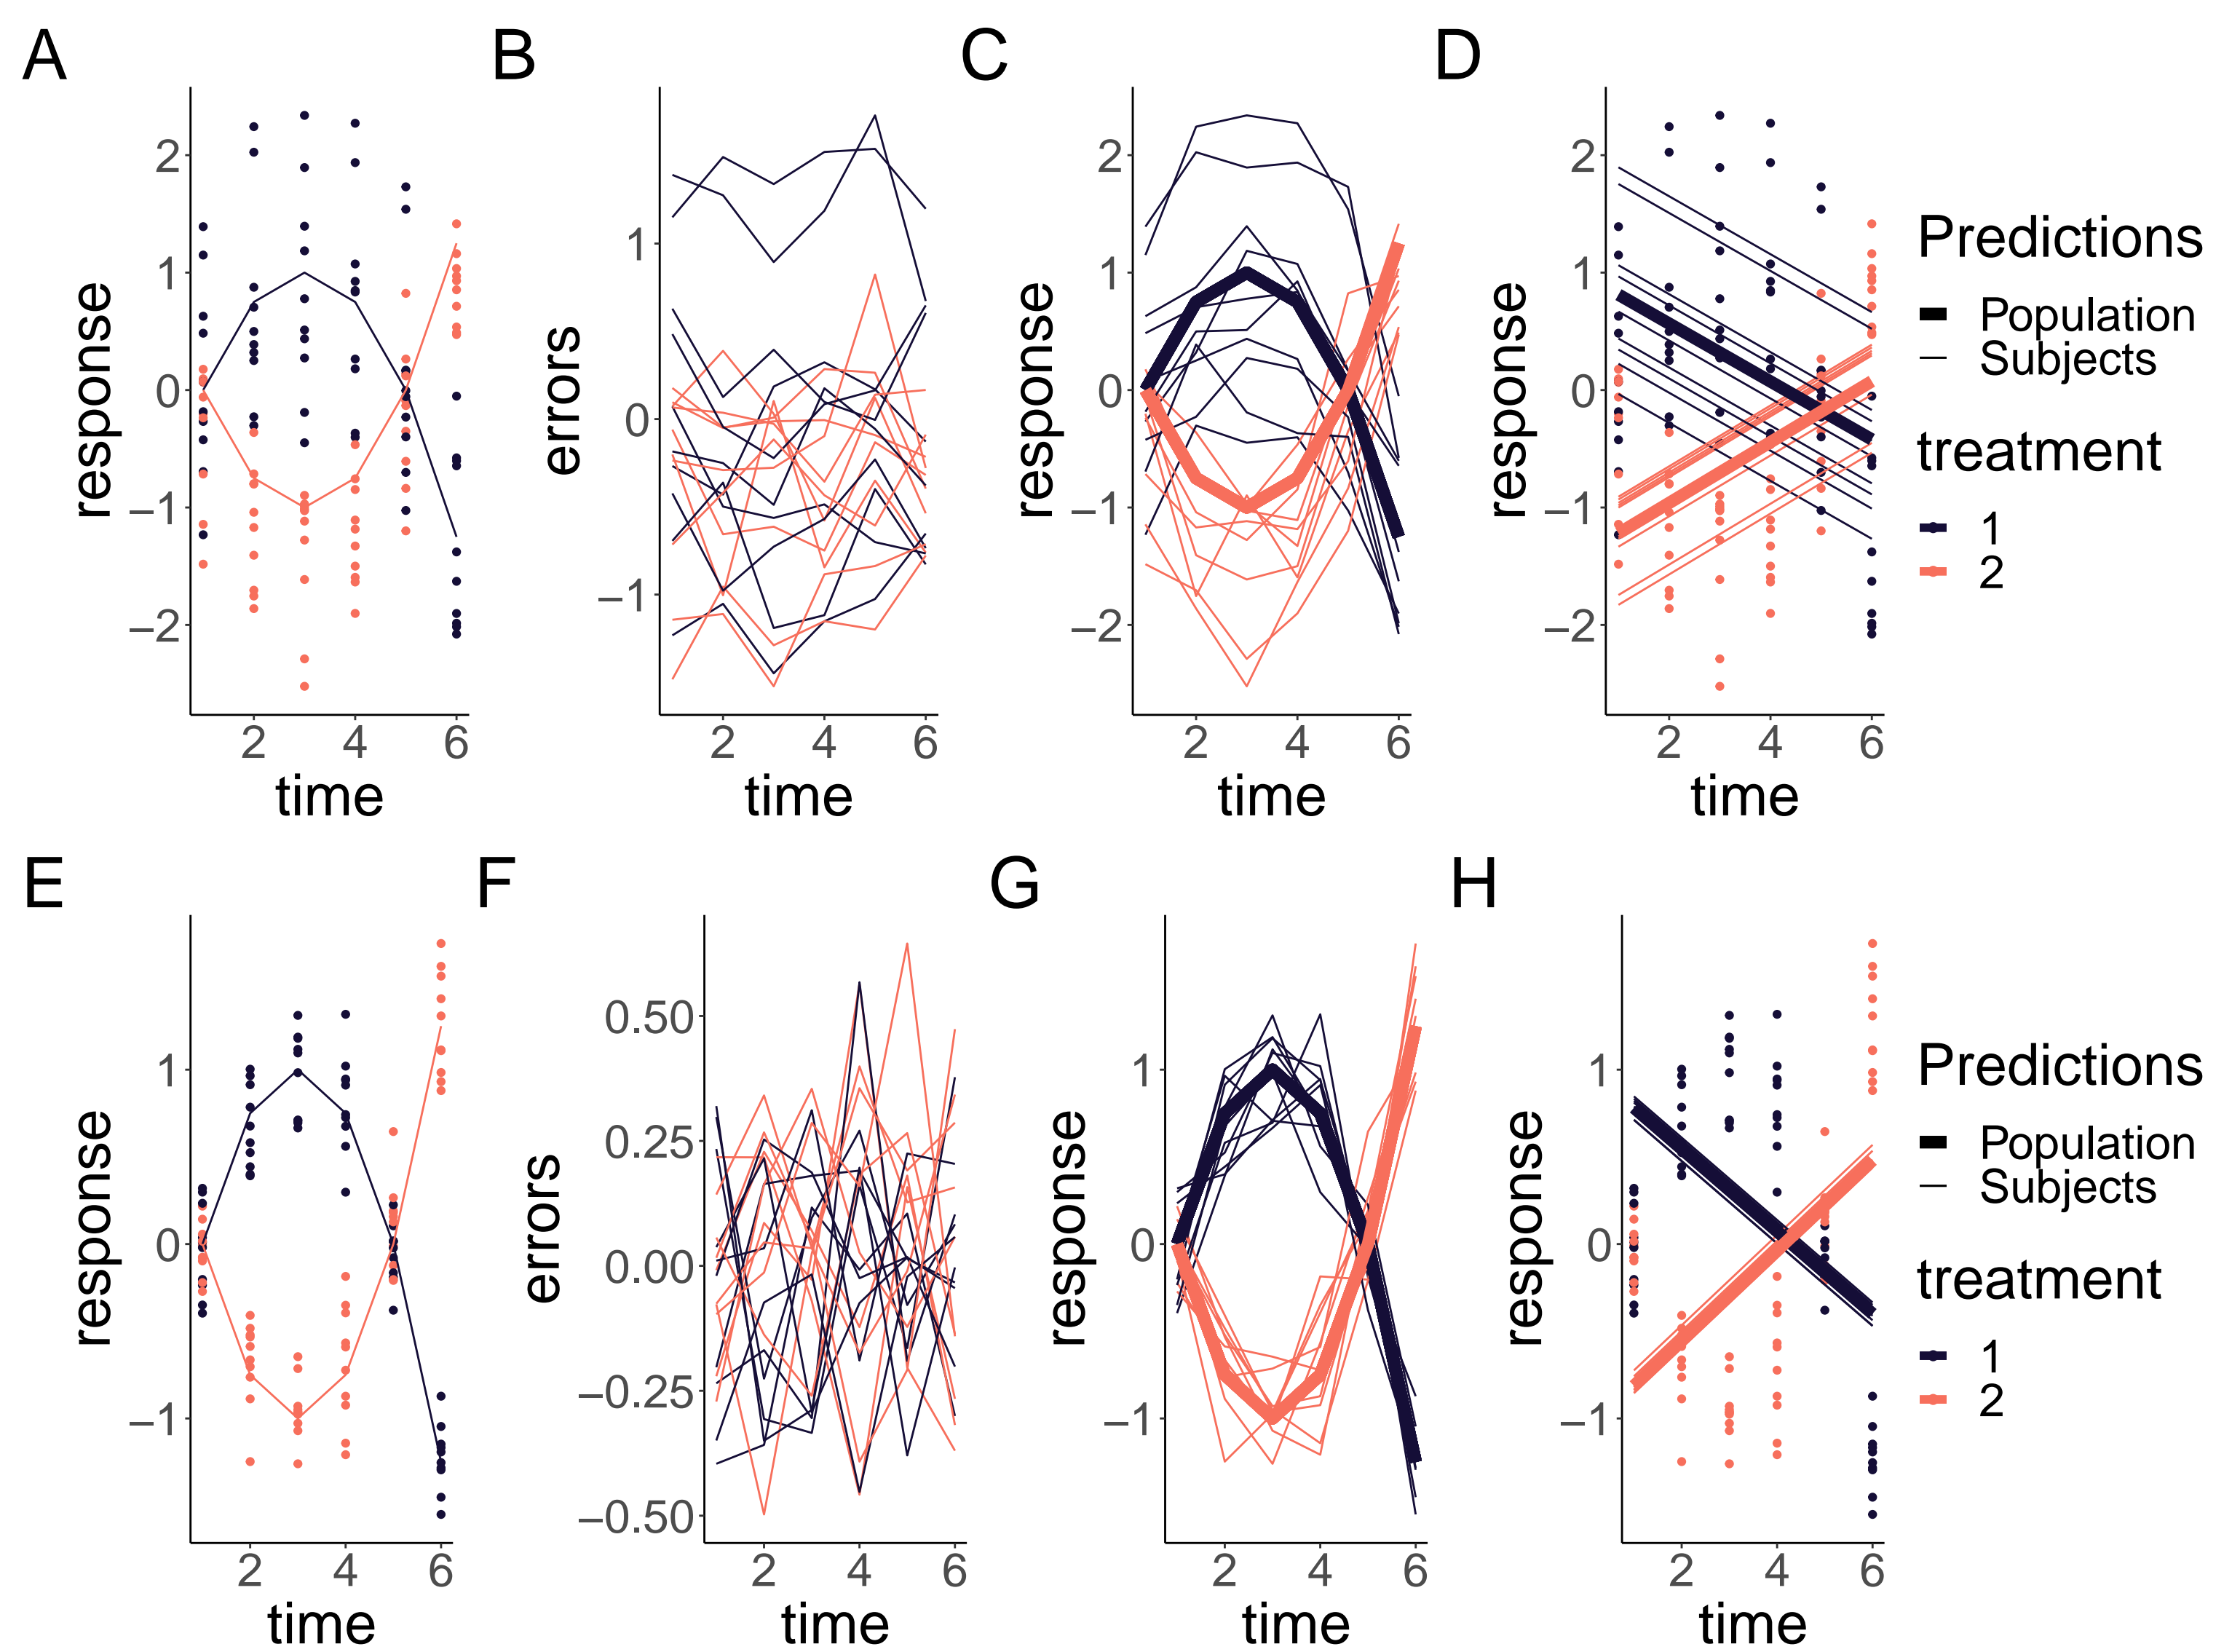 A
B
C
D
response
2
1
0
−1
−2
2 4 6
time
errors
1
0
−1
2 4 6
time
response
2
1
0
−1
−2
2 4 6
time
response
2
1
0
−1
−2
2 4 6
time
Predictions
Population
Subjects
treatment
1
2
E
F
G
H
response
1
0
−1
2 4 6
time
errors
0.50
0.25
0.00
−0.25
−0.50
2 4 6
time
response
1
0
−1
2 4 6
time
response
1
0
−1
2 4 6
time
Predictions
Population
Subjects
treatment
1
2